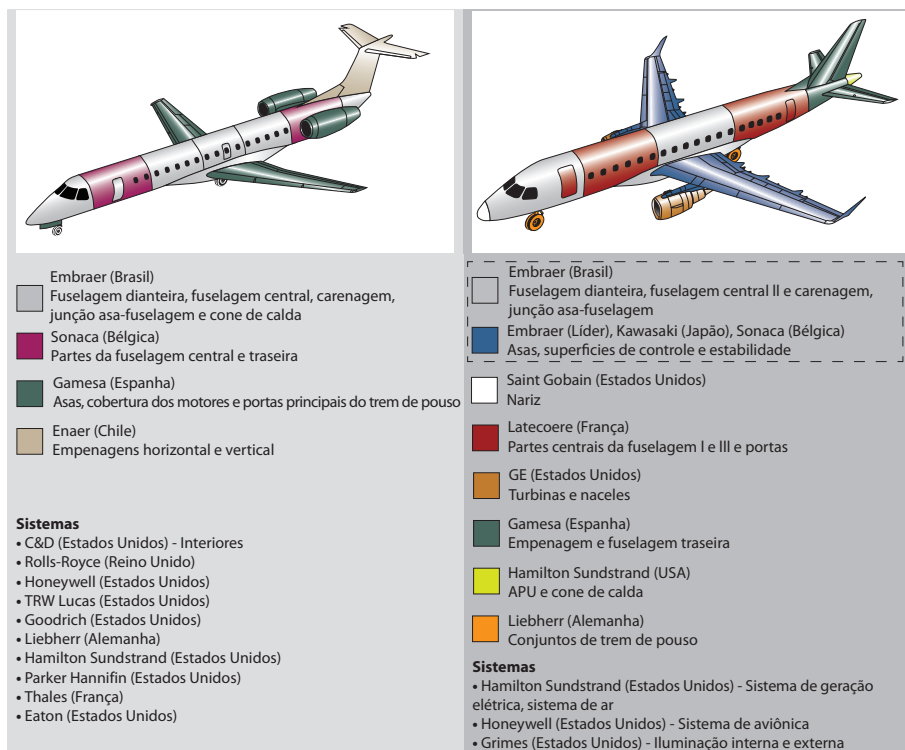 Embraer (Brasil)
Fuselagem dianteira, fuselagem central, carenagem,
junção asa-fuselagem e cone de calda
Sonaca (Bélgica)
Partes da fuselagem central e traseira
Gamesa (Espanha)
Asas, cobertura dos motores e portas principais do trem de pouso
Enaer (Chile)
Empenagens horizontal e vertical
Sistemas
• C&D (Estados Unidos) - Interiores
• Rolls-Royce (Reino Unido)
• Honeywell (Estados Unidos)
• TRW Lucas (Estados Unidos)
• Goodrich (Estados Unidos)
• Liebherr (Alemanha)
• Hamilton Sundstrand (Estados Unidos)
• Parker Hannifin (Estados Unidos)
• Thales (França)
• Eaton (Estados Unidos)
Embraer (Brasil)
Fuselagem dianteira, fuselagem central II e carenagem,
junção asa-fuselagem
Embraer (Líder), Kawasaki (Japão), Sonaca (Bélgica)
Asas, superfícies de controle e estabilidade
Saint Gobain (Estados Unidos)
Nariz
Latecoere (França)
Partes centrais da fuselagem I e III e portas
GE (Estados Unidos)
Turbinas e naceles
Gamesa (Espanha)
Empenagem e fuselagem traseira
Hamilton Sundstrand (USA)
APU e cone de calda
Liebherr (Alemanha)
Conjuntos de trem de pouso
Sistemas
• Hamilton Sundstrand (Estados Unidos) - Sistema de geração
elétrica, sistema de ar
• Honeywell (Estados Unidos) - Sistema de aviônica
• Grimes (Estados Unidos) - Iluminação interna e externa